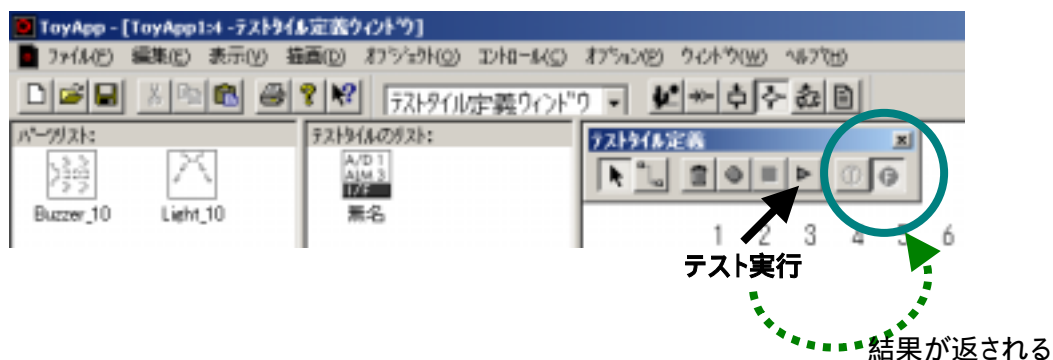 ToyApp - [ToyApp1:4 -テストタイル定義ウィンドウ]
ファイル(F) 編集(E) 表示(V) 描画(D) オブジェクト(O) コントロール(C) オプション(P) ウィンドウ(W) ヘルプ(H)
テストタイル定義ウィンドウ
パーツリスト:
テストタイルのリスト:
テストタイル定義
A/D 1
ALM 3
I/F
Buzzer_10
Light_10
無名
1 2 3 4 5 6
テスト実行
結果が返される